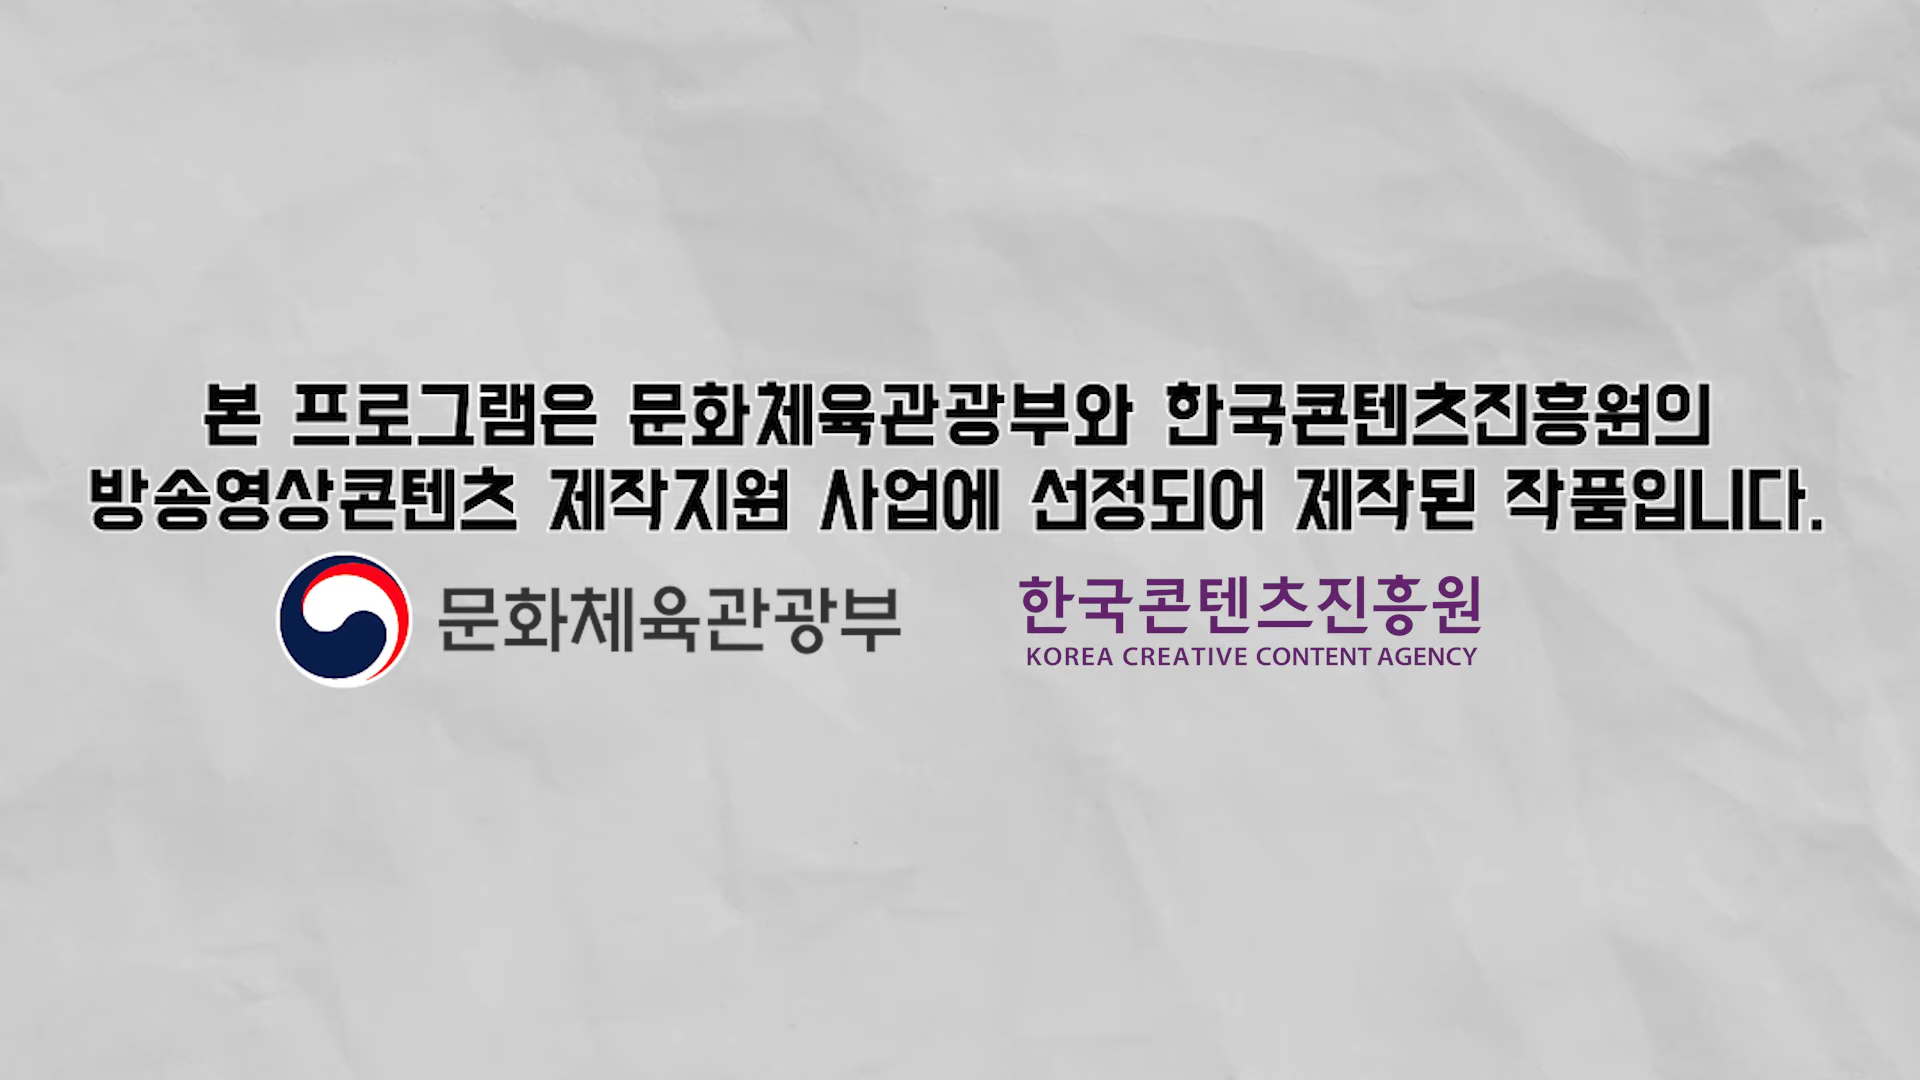 본 프로그램은 문화체육관광부와 한국콘텐츠진흥원의
방송영상콘텐츠 제작지원 사업에 선정되어 제작된 작품입니다.
문화체육관광부
한국콘텐츠진흥원
KOREA CREATIVE CONTENT AGENCY